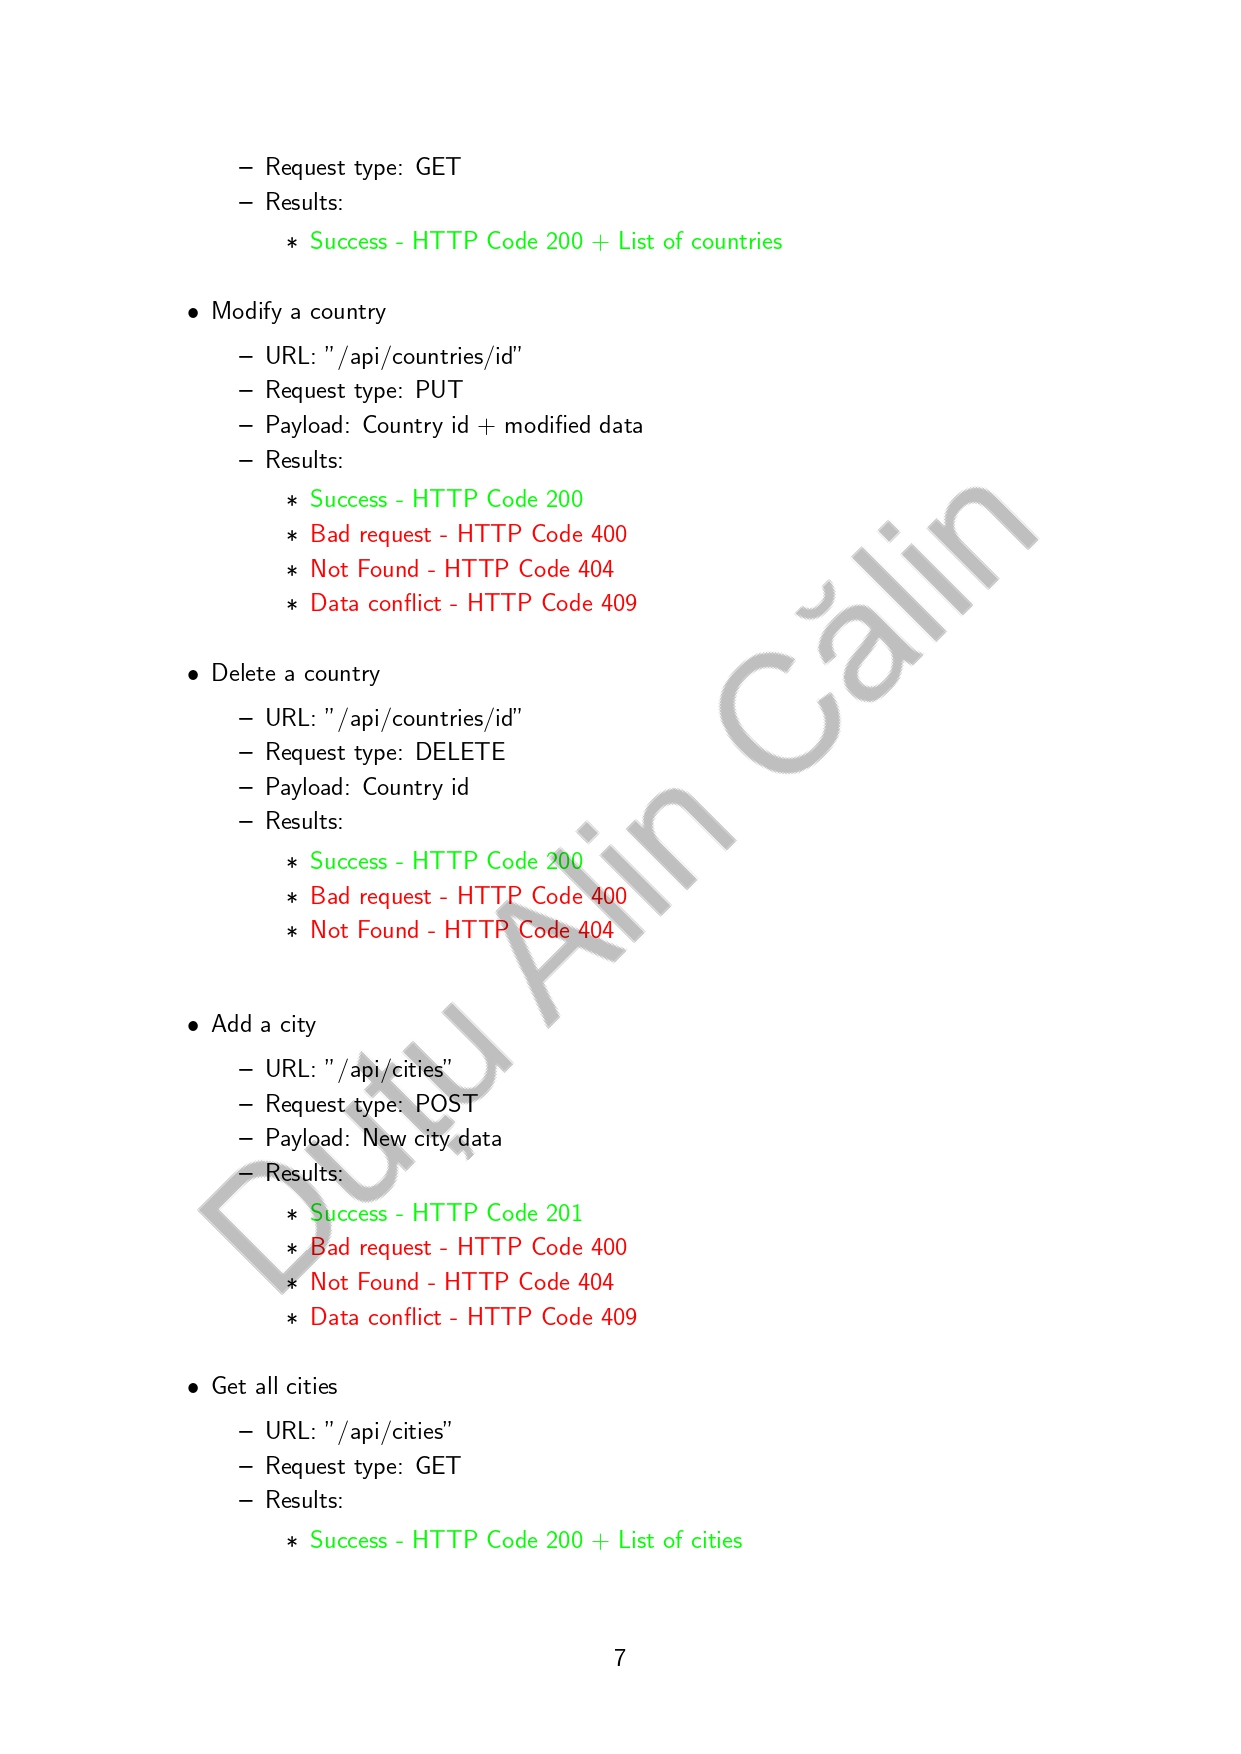 – Request type: GET
– Results:
∗ Success - HTTP Code 200 + List of countries
• Modify a country
– URL: ”/api/countries/id”
– Request type: PUT
– Payload: Country id + modified data
– Results:
∗ Success - HTTP Code 200
∗ Bad request - HTTP Code 400
∗ Not Found - HTTP Code 404
∗ Data conflict - HTTP Code 409
• Delete a country
– URL: ”/api/countries/id”
– Request type: DELETE
– Payload: Country id
– Results:
∗ Success - HTTP Code 200
∗ Bad request - HTTP Code 400
∗ Not Found - HTTP Code 404
• Add a city
– URL: ”/api/cities”
– Request type: POST
– Payload: New city data
– Results:
∗ Success - HTTP Code 201
∗ Bad request - HTTP Code 400
∗ Not Found - HTTP Code 404
∗ Data conflict - HTTP Code 409
• Get all cities
– URL: ”/api/cities”
– Request type: GET
– Results:
∗ Success - HTTP Code 200 + List of cities
7
Duțu Alin Călin